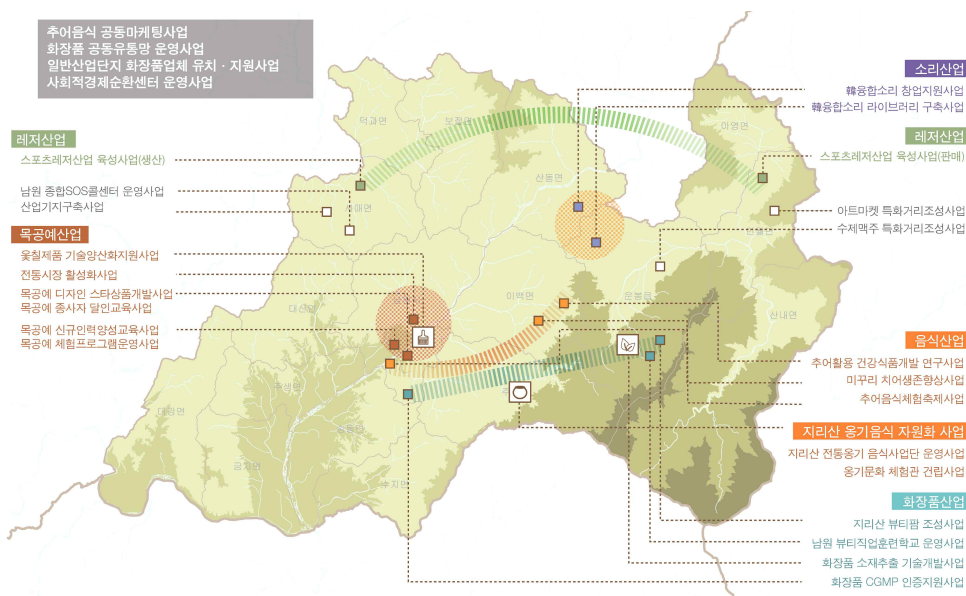 추어음식 공동마케팅사업
화장품 공동유통망 운영사업
일반산업단지 화장품업체 유치 · 지원사업
사회적경제순환센터 운영사업
레저산업
스포츠레저산업 육성사업(생산)
남원 종합SOS콜센터 운영사업
산업기지구축사업
목공예산업
옻칠제품 기술양산화지원사업
전통시장 활성화사업
목공예 디자인 스타상품개발사업
목공예 종사자 달인교육사업
목공예 신규인력양성교육사업
목공예 체험프로그램운영사업
덕과면
보절면
산동면
아영면
이백면
운봉읍
산내면
대산면
주생면
대강면
금지면
수지면
소리산업
韓융합소리 창업지원사업
韓융합소리 라이브러리 구축사업
레저산업
스포츠레저산업 육성사업(판매)
아트마켓 특화거리조성사업
수제맥주 특화거리조성사업
음식산업
추어활용 건강식품개발 연구사업
미꾸리 치어생존향상사업
추어음식체험축제사업
지리산 옹기음식 자원화 사업
지리산 전통옹기 음식사업단 운영사업
옹기문화 체험관 건립사업
화장품산업
지리산 뷰티팜 조성사업
남원 뷰티직업훈련학교 운영사업
화장품 소재추출 기술개발사업
화장품 CGMP 인증지원사업